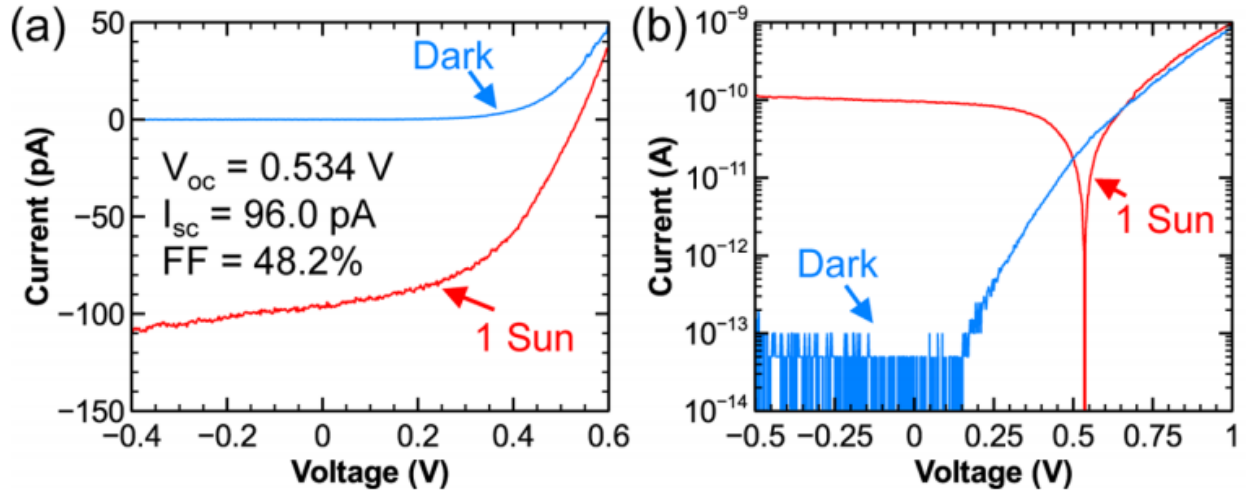 (a)
50
0
−50
−100
−150
Current (pA)
Dark
V_oc = 0.534 V
I_sc = 96.0 pA
FF = 48.2%
1 Sun
−0.4 −0.2 0 0.2 0.4 0.6
Voltage (V)
(b)
10⁻⁹
10⁻¹⁰
10⁻¹¹
10⁻¹²
10⁻¹³
10⁻¹⁴
Current (A)
1 Sun
Dark
−0.5 −0.25 0 0.25 0.5 0.75 1
Voltage (V)